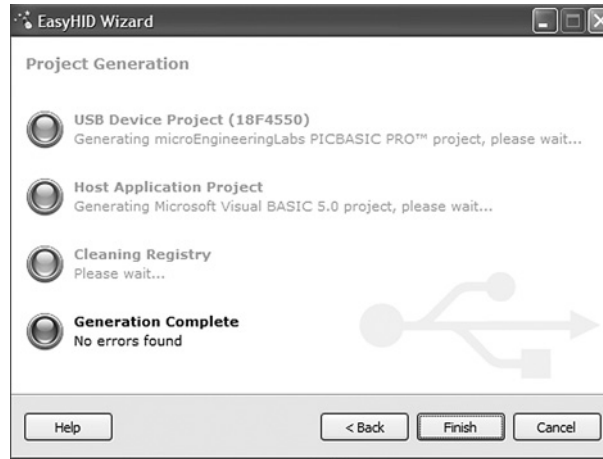 EasyHID Wizard
Project Generation
USB Device Project (18F4550)
Generating microEngineeringLabs PICBASIC PRO™ project, please wait...
Host Application Project
Generating Microsoft Visual BASIC 5.0 project, please wait...
Cleaning Registry
Please wait...
Generation Complete
No errors found
Help
< Back
Finish
Cancel